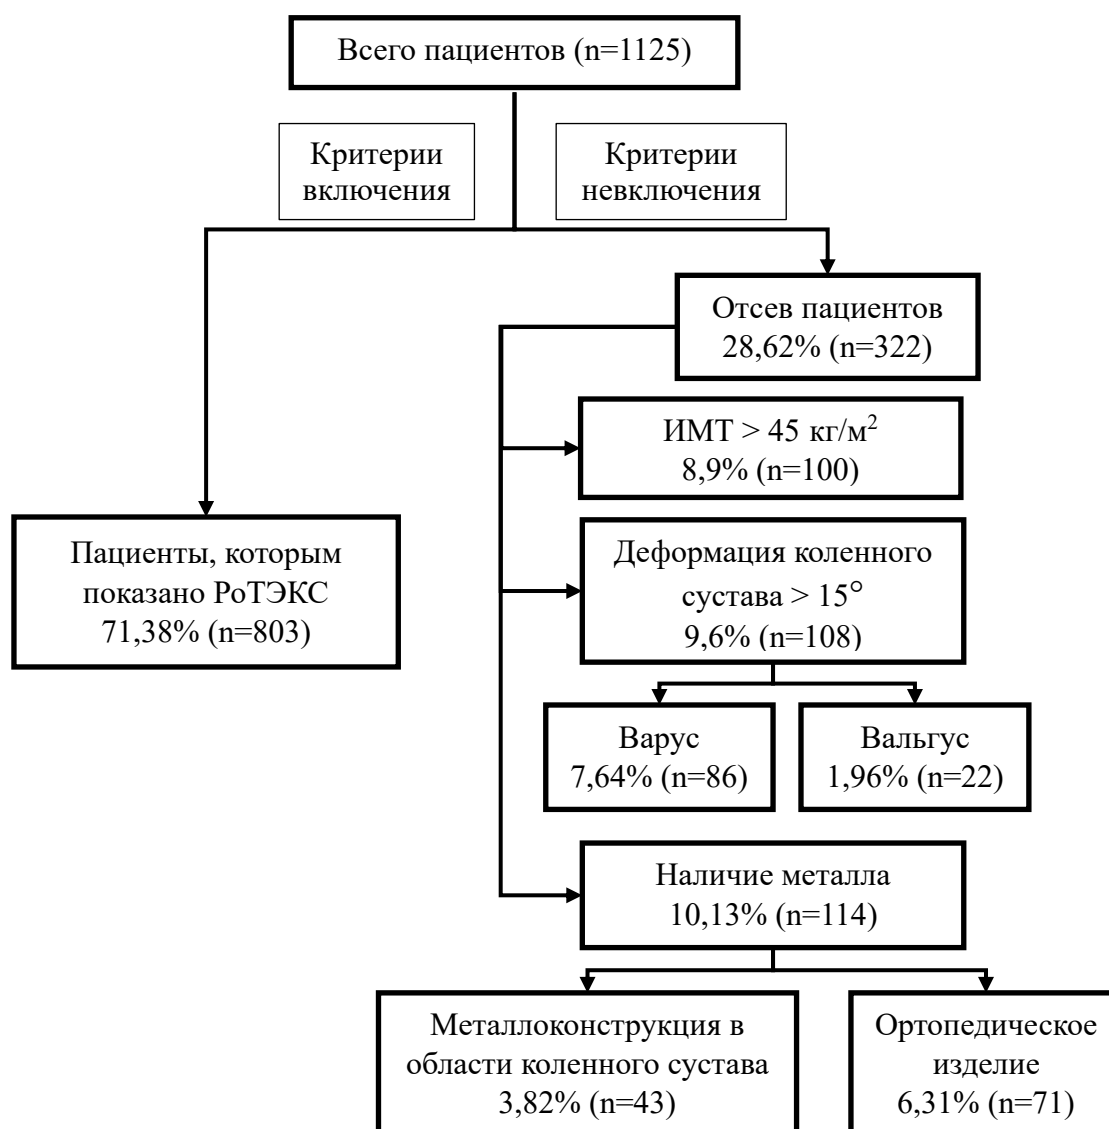 Всего пациентов (n=1125)
Критерии
включения
Критерии
невключения
Отсев пациентов
28,62% (n=322)
ИМТ > 45 кг/м²
8,9% (n=100)
Пациенты, которым
показано РоТЭКС
71,38% (n=803)
Деформация коленного
сустава > 15°
9,6% (n=108)
Варус
7,64% (n=86)
Вальгус
1,96% (n=22)
Наличие металла
10,13% (n=114)
Металлоконструкция в
области коленного сустава
3,82% (n=43)
Ортопедическое
изделие
6,31% (n=71)